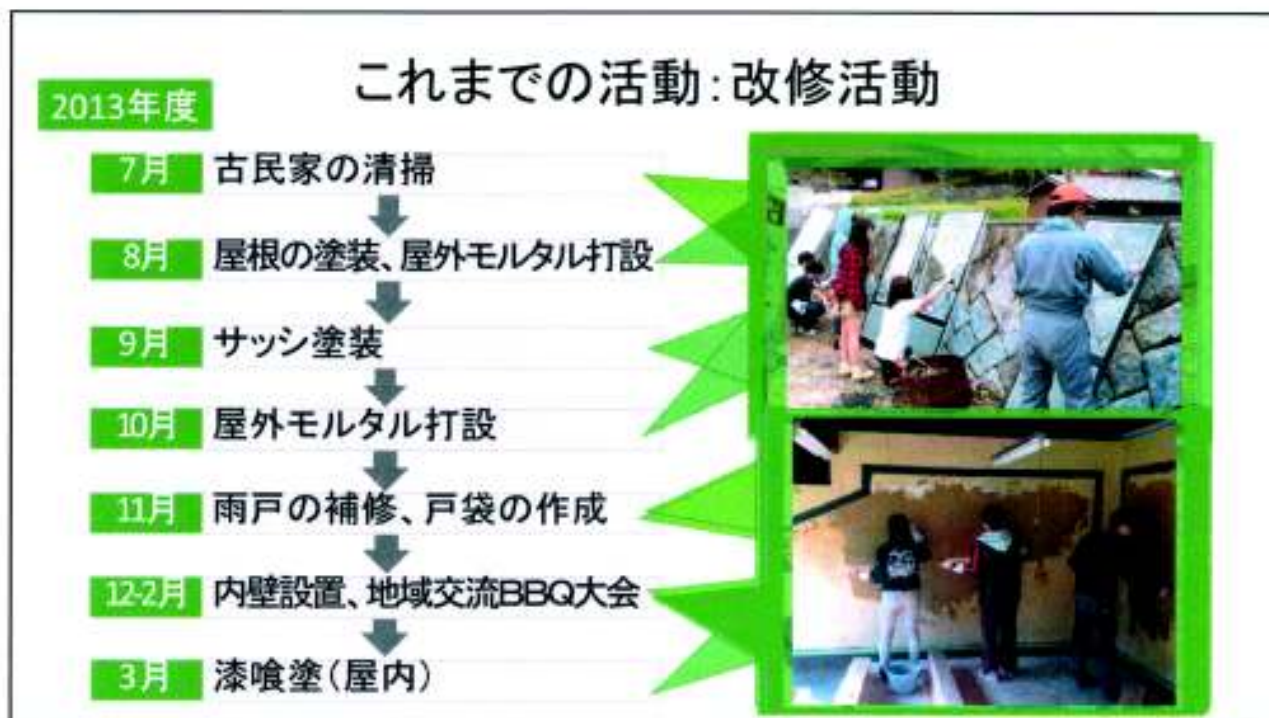 これまでの活動：改修活動
2013年度
7月 古民家の清掃
8月 屋根の塗装、屋外モルタル打設
9月 サッシ塗装
10月 屋外モルタル打設
11月 雨戸の補修、戸袋の作成
12-2月 内壁設置、地域交流BBQ大会
3月 漆喰塗（屋内）